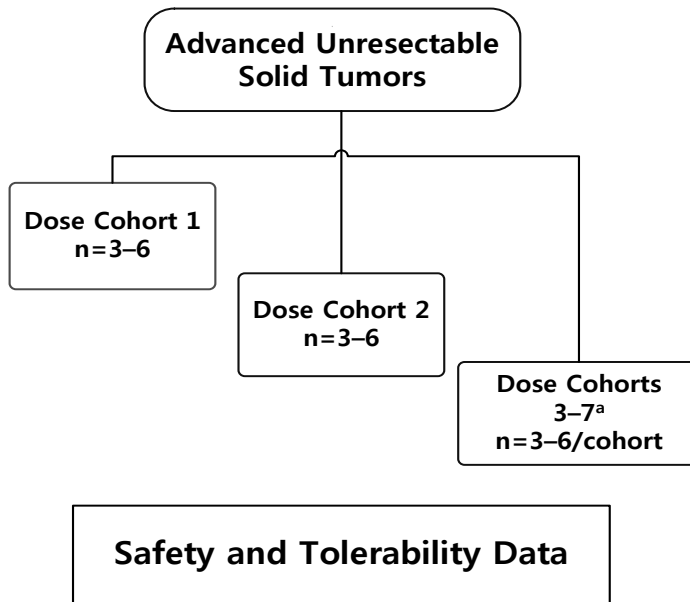 Advanced Unresectable
Solid Tumors
Dose Cohort 1
n=3–6
Dose Cohort 2
n=3–6
Dose Cohorts
3–7ᵃ
n=3–6/cohort
Safety and Tolerability Data